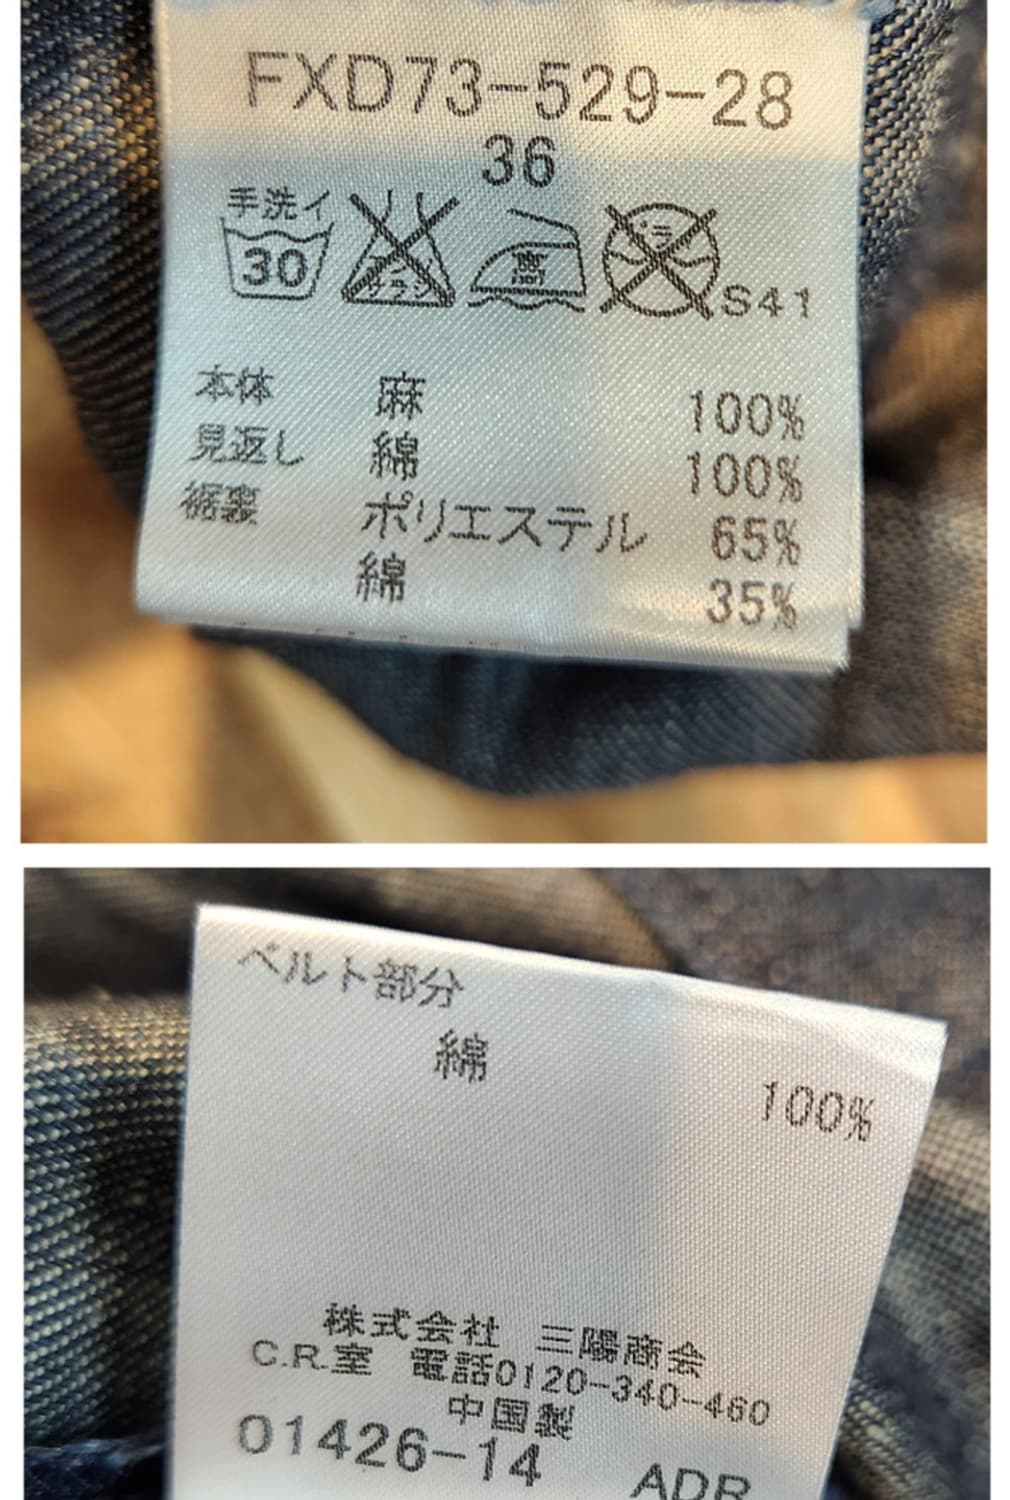 FXD73-529-28
36
手洗イ
30
高
S41
本体 麻 100%
見返し 綿 100%
裾裏 ポリエステル 65%
綿 35%
ベルト部分
綿
100%
株式会社 三陽商会
C.R.室 電話0120-340-460
中国製
01426-14 ADR